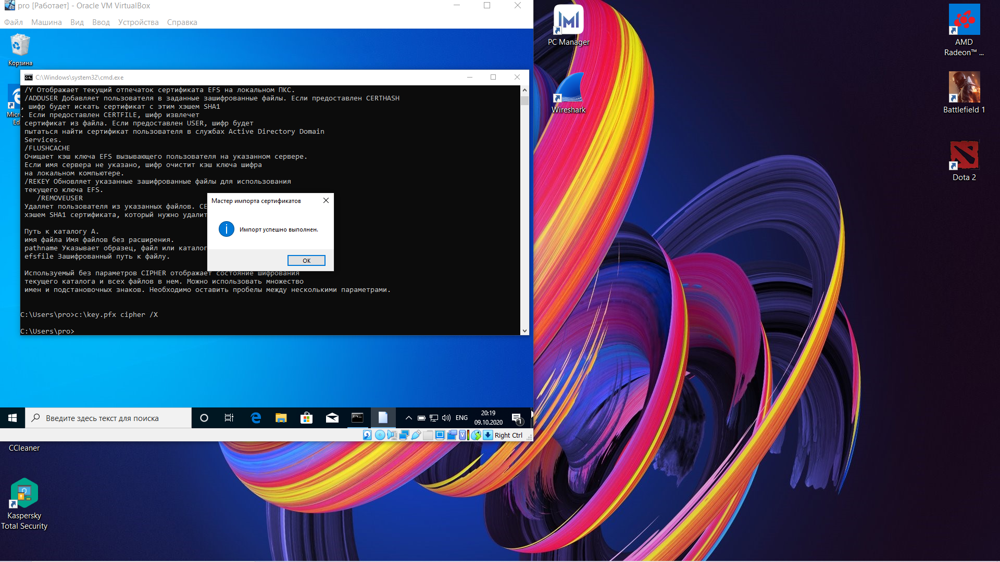 pro [Работает] - Oracle VM VirtualBox
Файл Машина Вид Ввод Устройства Справка
Корзина
C:\Windows\system32\cmd.exe
/Y Отображает текущий отпечаток сертификата EFS на локальном ПКС.
/ADDUSER Добавляет пользователя в заданные зашифрованные файлы. Если предоставлен CERTHASH
, шифр будет искать сертификат с этим хэшем SHA1
. Если предоставлен CERTFILE, шифр извлечет
сертификат из файла. Если предоставлен USER, шифр будет
пытаться найти сертификат пользователя в службах Active Directory Domain
Services.
/FLUSHCACHE
Очищает кэш ключа EFS вызывающего пользователя на указанном сервере.
Если имя сервера не указано, шифр очистит кэш ключа шифра
на локальном компьютере.
/REKEY Обновляет указанные зашифрованные файлы для использования
текущего ключа EFS.
/REMOVEUSER
Удаляет пользователя из указанных файлов. CE
хэшем SHA1 сертификата, который нужно удалит
Путь к каталогу A.
имя файла Имя файлов без расширения.
pathname Указывает образец, файл или каталог
efsfile Зашифрованный путь к файлу.
Используемый без параметров CIPHER отображает состояние шифрования
текущего каталога и всех файлов в нем. Можно использовать множество
имен и подстановочных знаков. Необходимо оставить пробелы между несколькими параметрами.
C:\Users\pro>c:\key.pfx cipher /X
C:\Users\pro>
Micr
Ed
Мастер импорта сертификатов
Импорт успешно выполнен.
ОК
Введите здесь текст для поиска
ENG
20:19
09.10.2020
1
Right Ctrl
PC Manager
Wireshark
AMD
Radeon™ ...
Battlefield 1
Dota 2
CCleaner
Kaspersky
Total Security